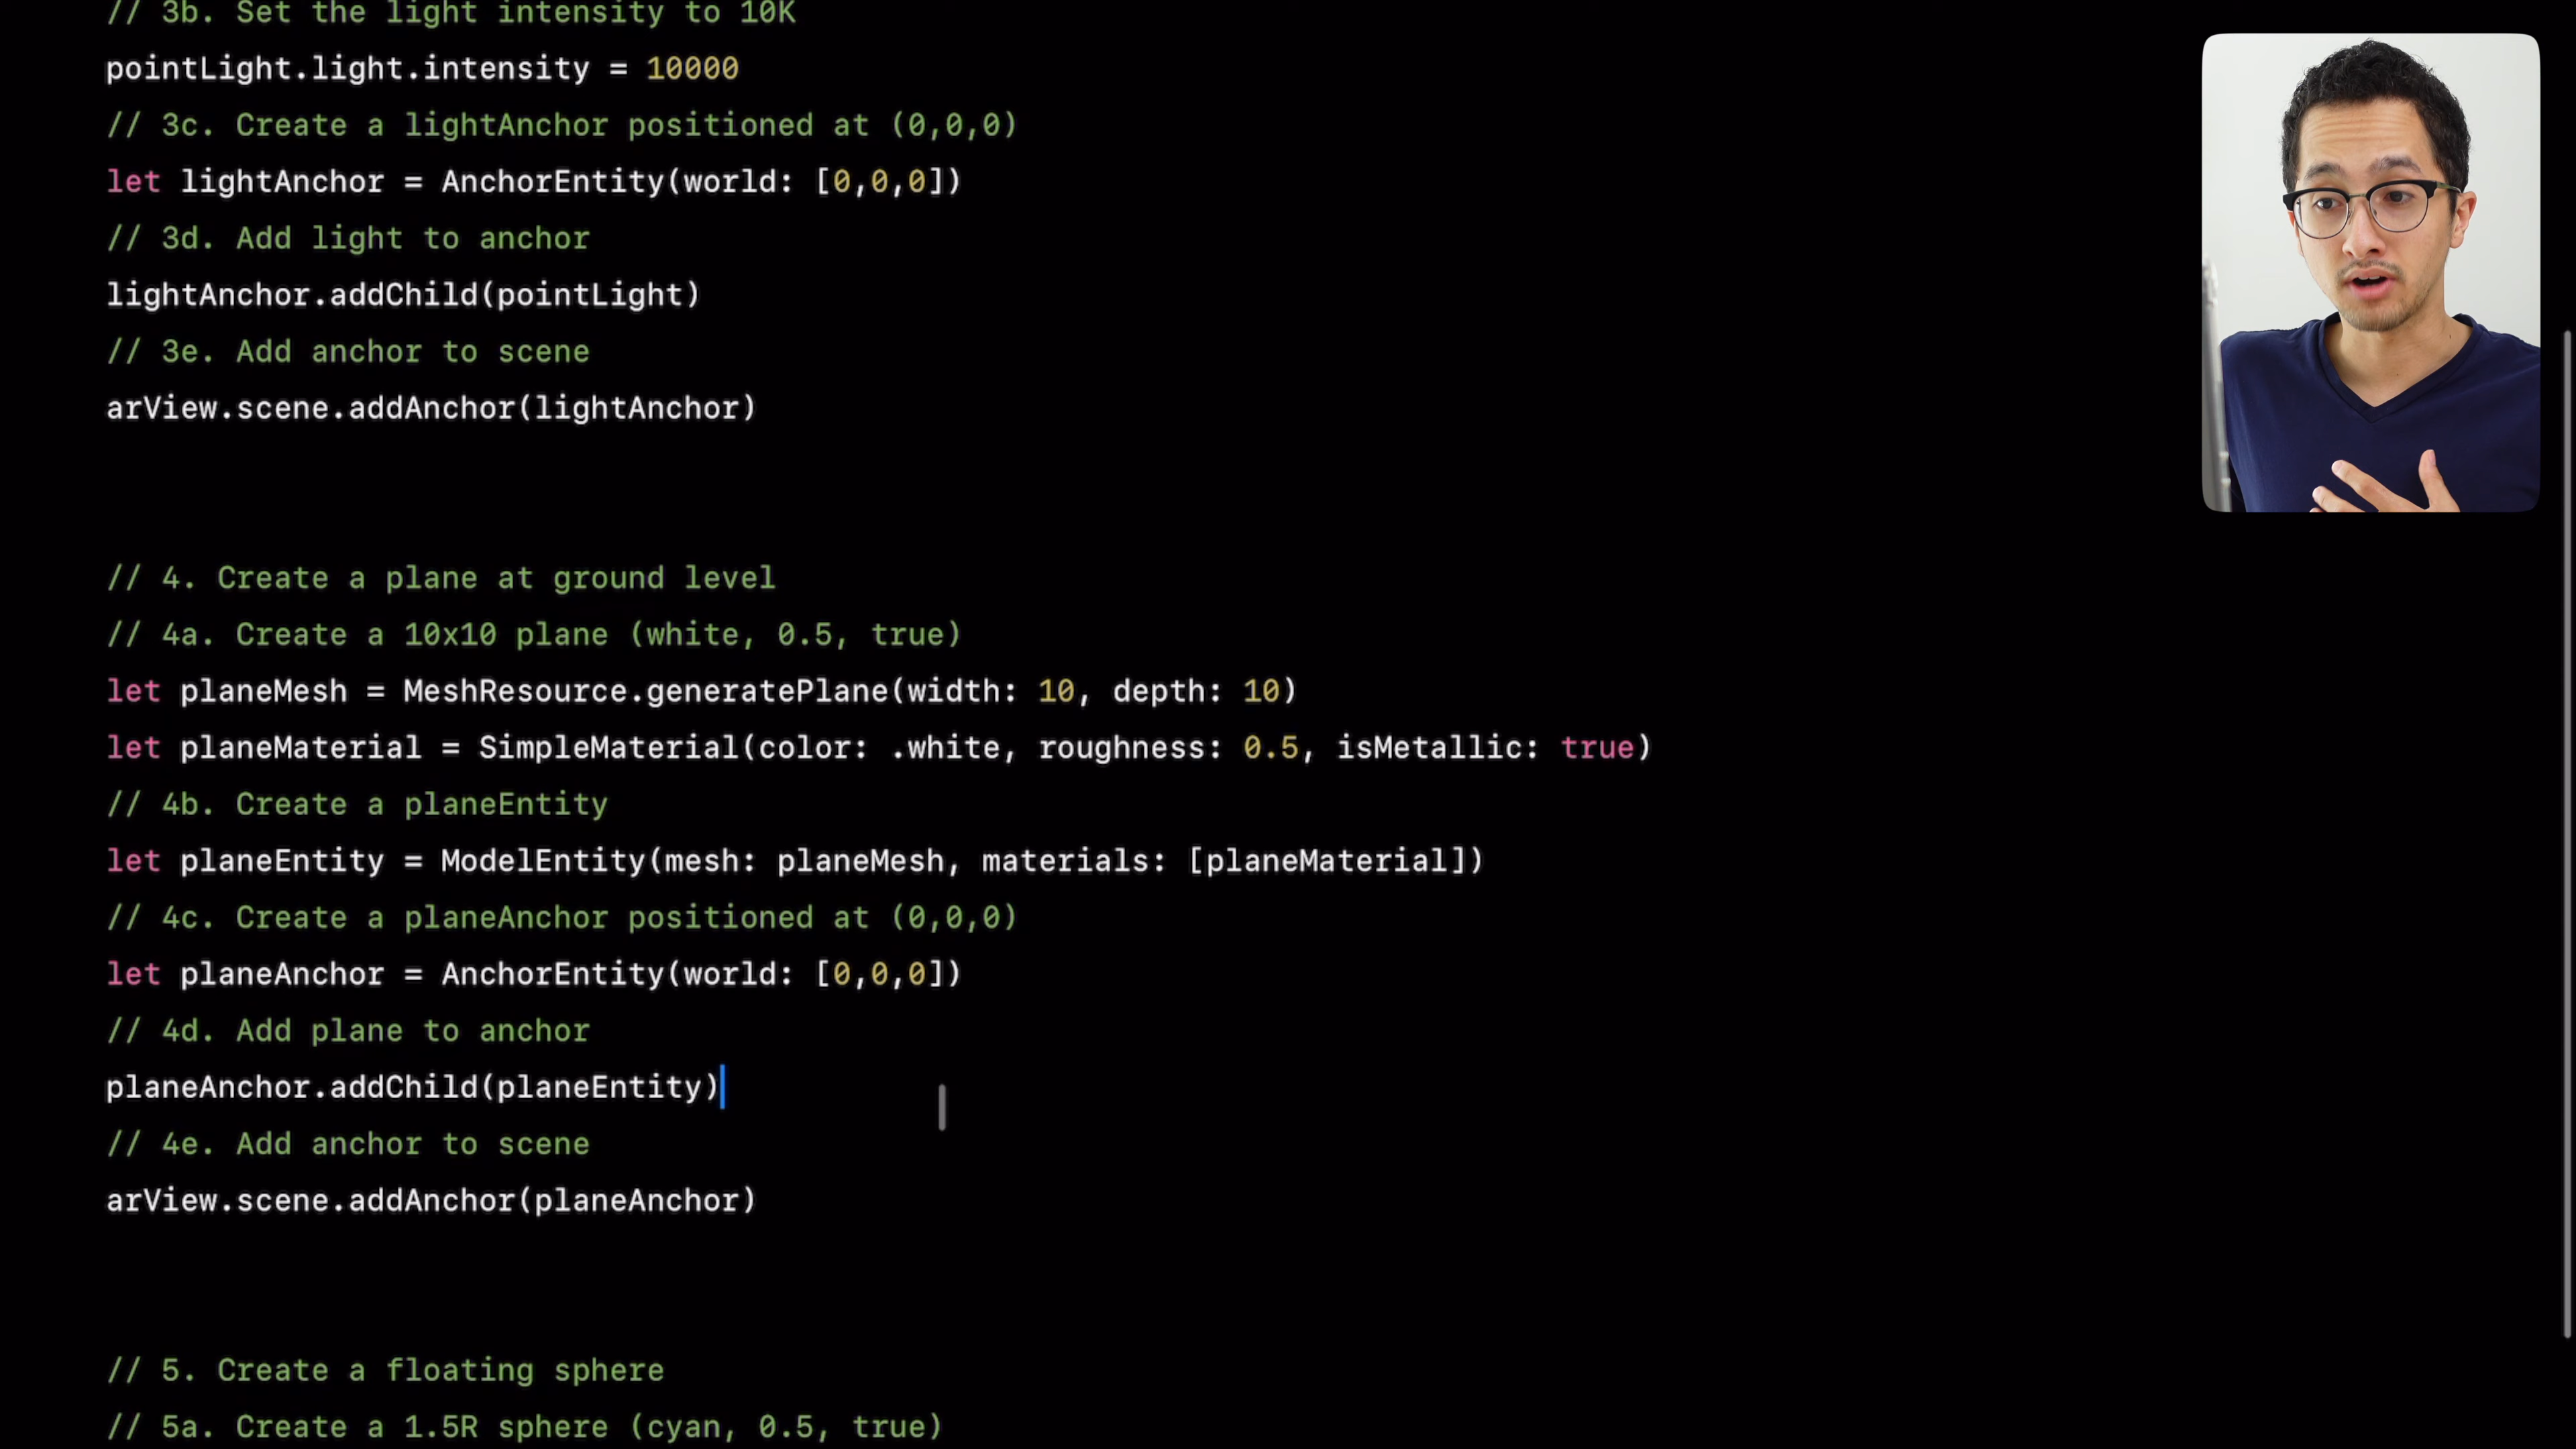 // 3b. Set the light intensity to 10K
pointLight.light.intensity = 10000
// 3c. Create a lightAnchor positioned at (0,0,0)
let lightAnchor = AnchorEntity(world: [0,0,0])
// 3d. Add light to anchor
lightAnchor.addChild(pointLight)
// 3e. Add anchor to scene
arView.scene.addAnchor(lightAnchor)
// 4. Create a plane at ground level
// 4a. Create a 10x10 plane (white, 0.5, true)
let planeMesh = MeshResource.generatePlane(width: 10, depth: 10)
let planeMaterial = SimpleMaterial(color: .white, roughness: 0.5, isMetallic: true)
// 4b. Create a planeEntity
let planeEntity = ModelEntity(mesh: planeMesh, materials: [planeMaterial])
// 4c. Create a planeAnchor positioned at (0,0,0)
let planeAnchor = AnchorEntity(world: [0,0,0])
// 4d. Add plane to anchor
planeAnchor.addChild(planeEntity)
// 4e. Add anchor to scene
arView.scene.addAnchor(planeAnchor)
// 5. Create a floating sphere
// 5a. Create a 1.5R sphere (cyan, 0.5, true)